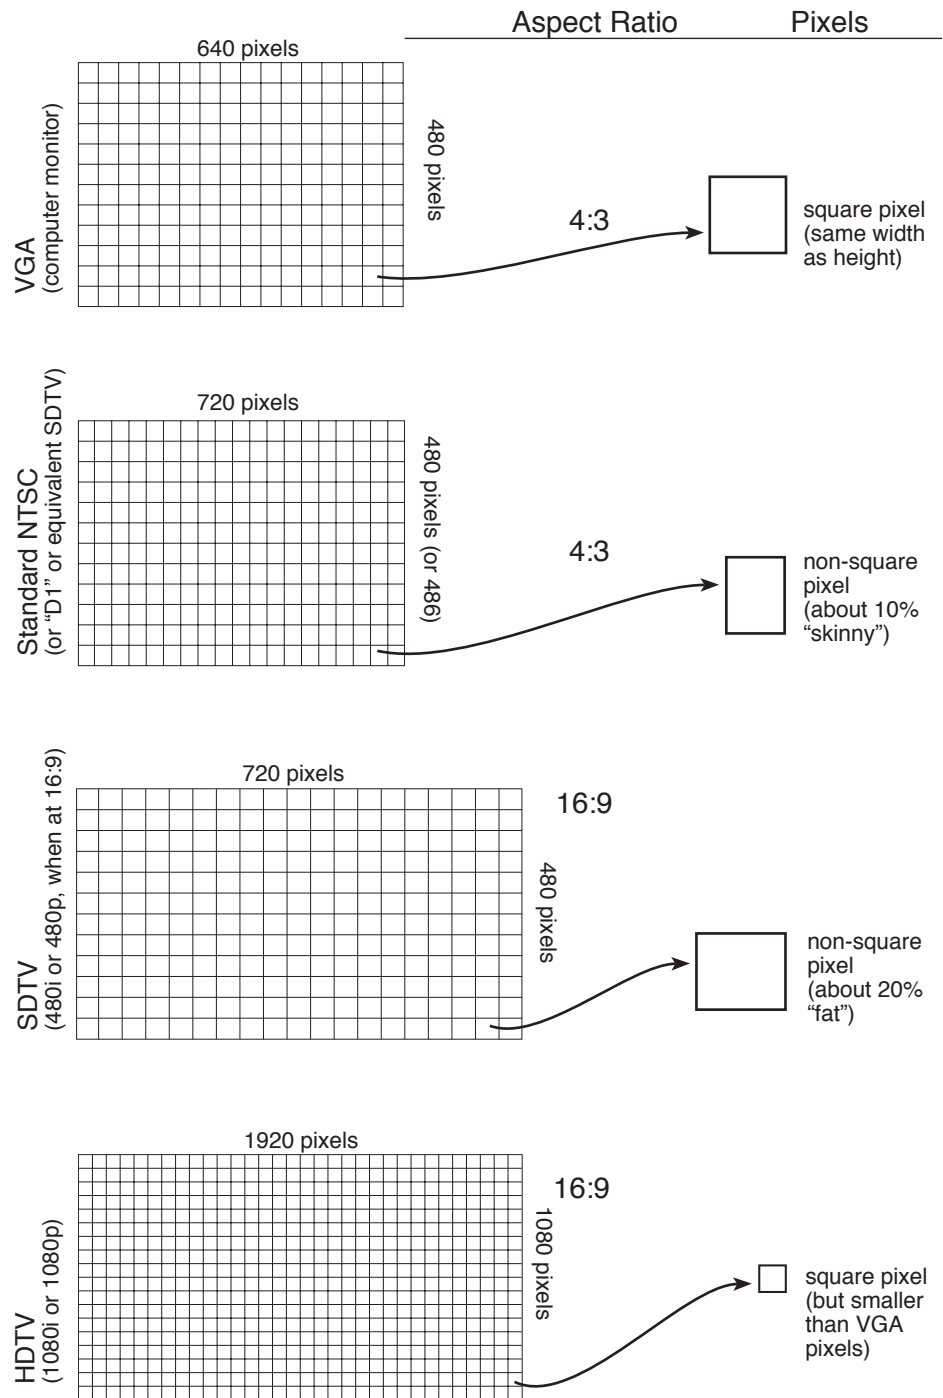 Aspect Ratio
Pixels
640 pixels
VGA
(computer monitor)
480 pixels
4:3
square pixel
(same width
as height)
720 pixels
Standard NTSC
(or “D1” or equivalent SDTV)
480 pixels (or 486)
4:3
non-square
pixel
(about 10%
“skinny”)
720 pixels
SDTV
(480i or 480p, when at 16:9)
16:9
480 pixels
non-square
pixel
(about 20%
“fat”)
1920 pixels
HDTV
(1080i or 1080p)
16:9
1080 pixels
square pixel
(but smaller
than VGA
pixels)